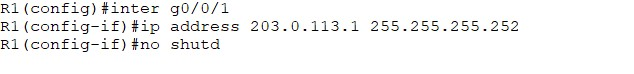 R1(config)#inter g0/0/1
R1(config-if)#ip address 203.0.113.1 255.255.255.252
R1(config-if)#no shutd